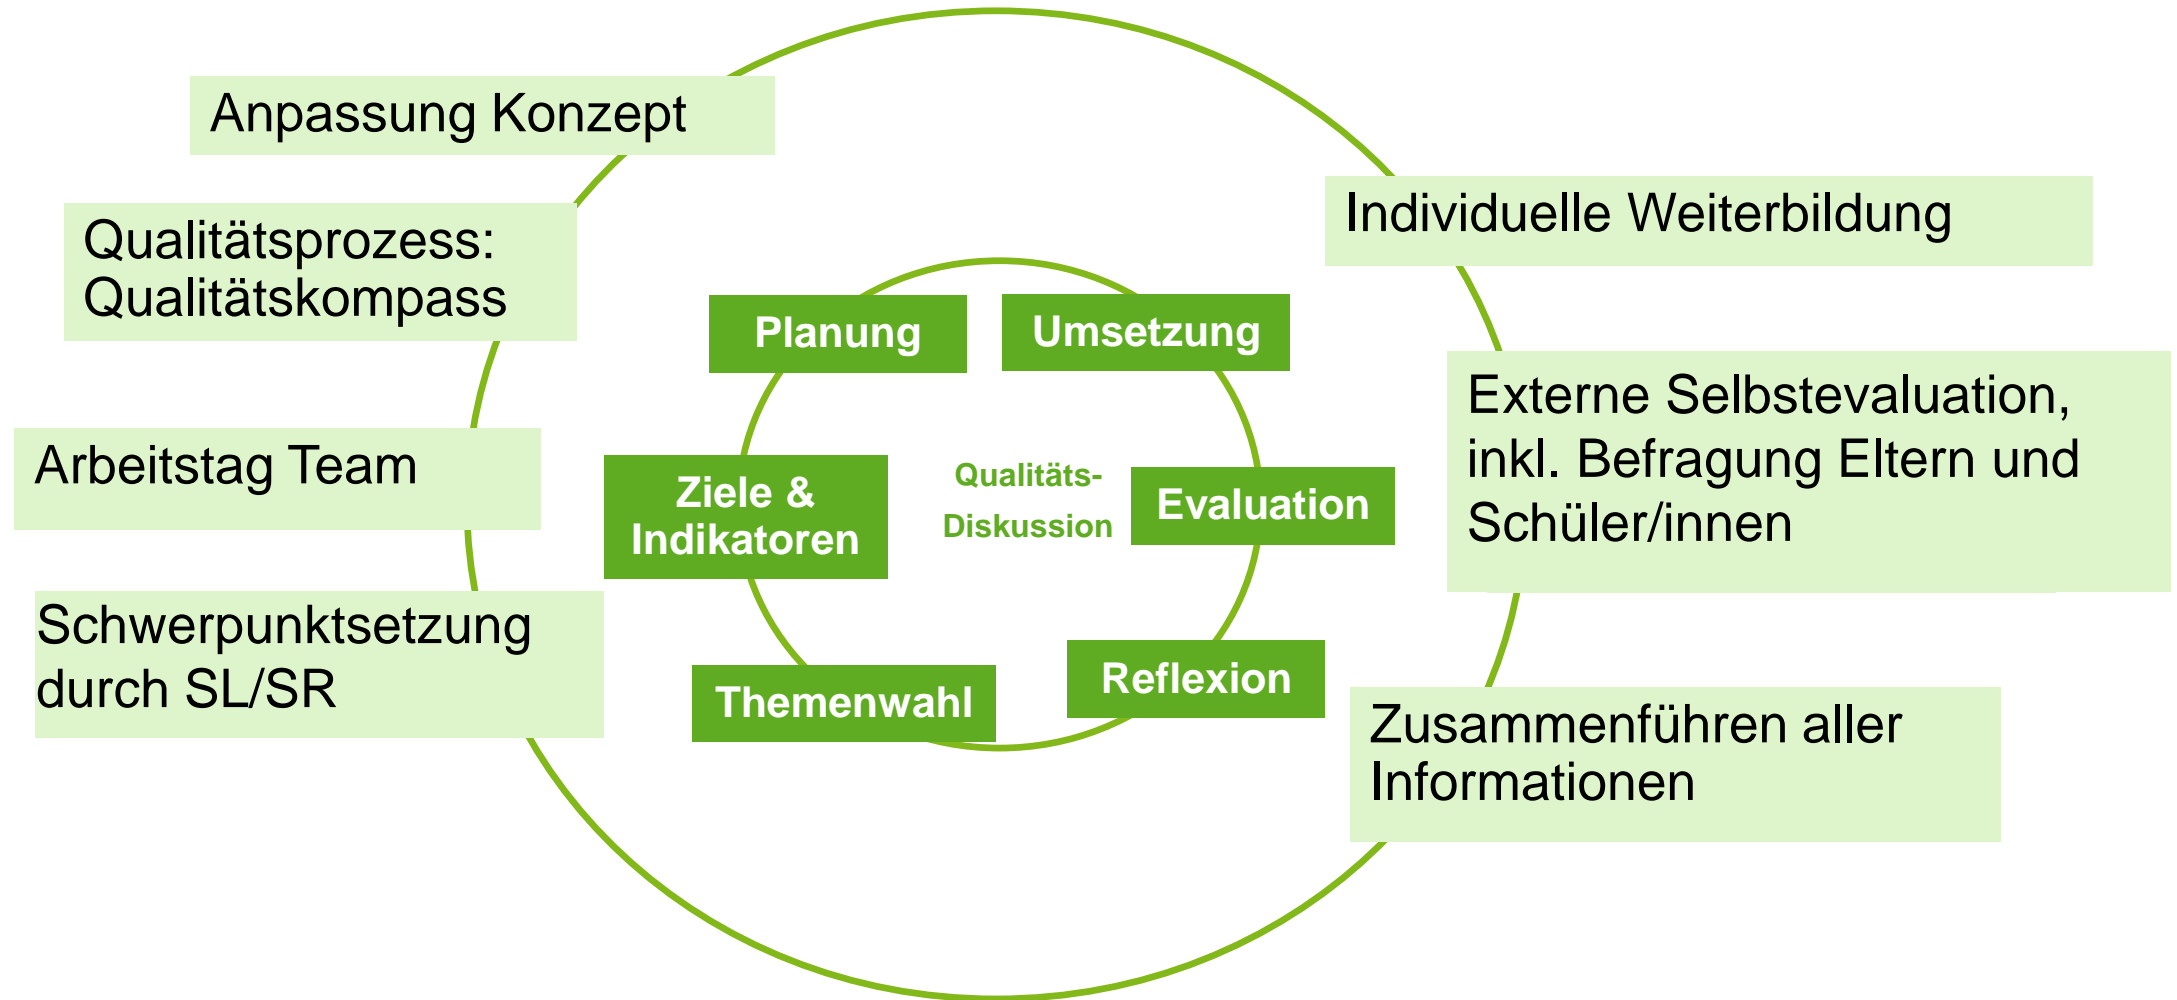 Anpassung Konzept
Qualitätsprozess:
Qualitätskompass
Arbeitstag Team
Schwerpunktsetzung
durch SL/SR
Planung
Umsetzung
Ziele &
Indikatoren
Qualitäts-
Diskussion
Evaluation
Themenwahl
Reflexion
Individuelle Weiterbildung
Externe Selbstevaluation,
inkl. Befragung Eltern und
Schüler/innen
Zusammenführen aller
Informationen